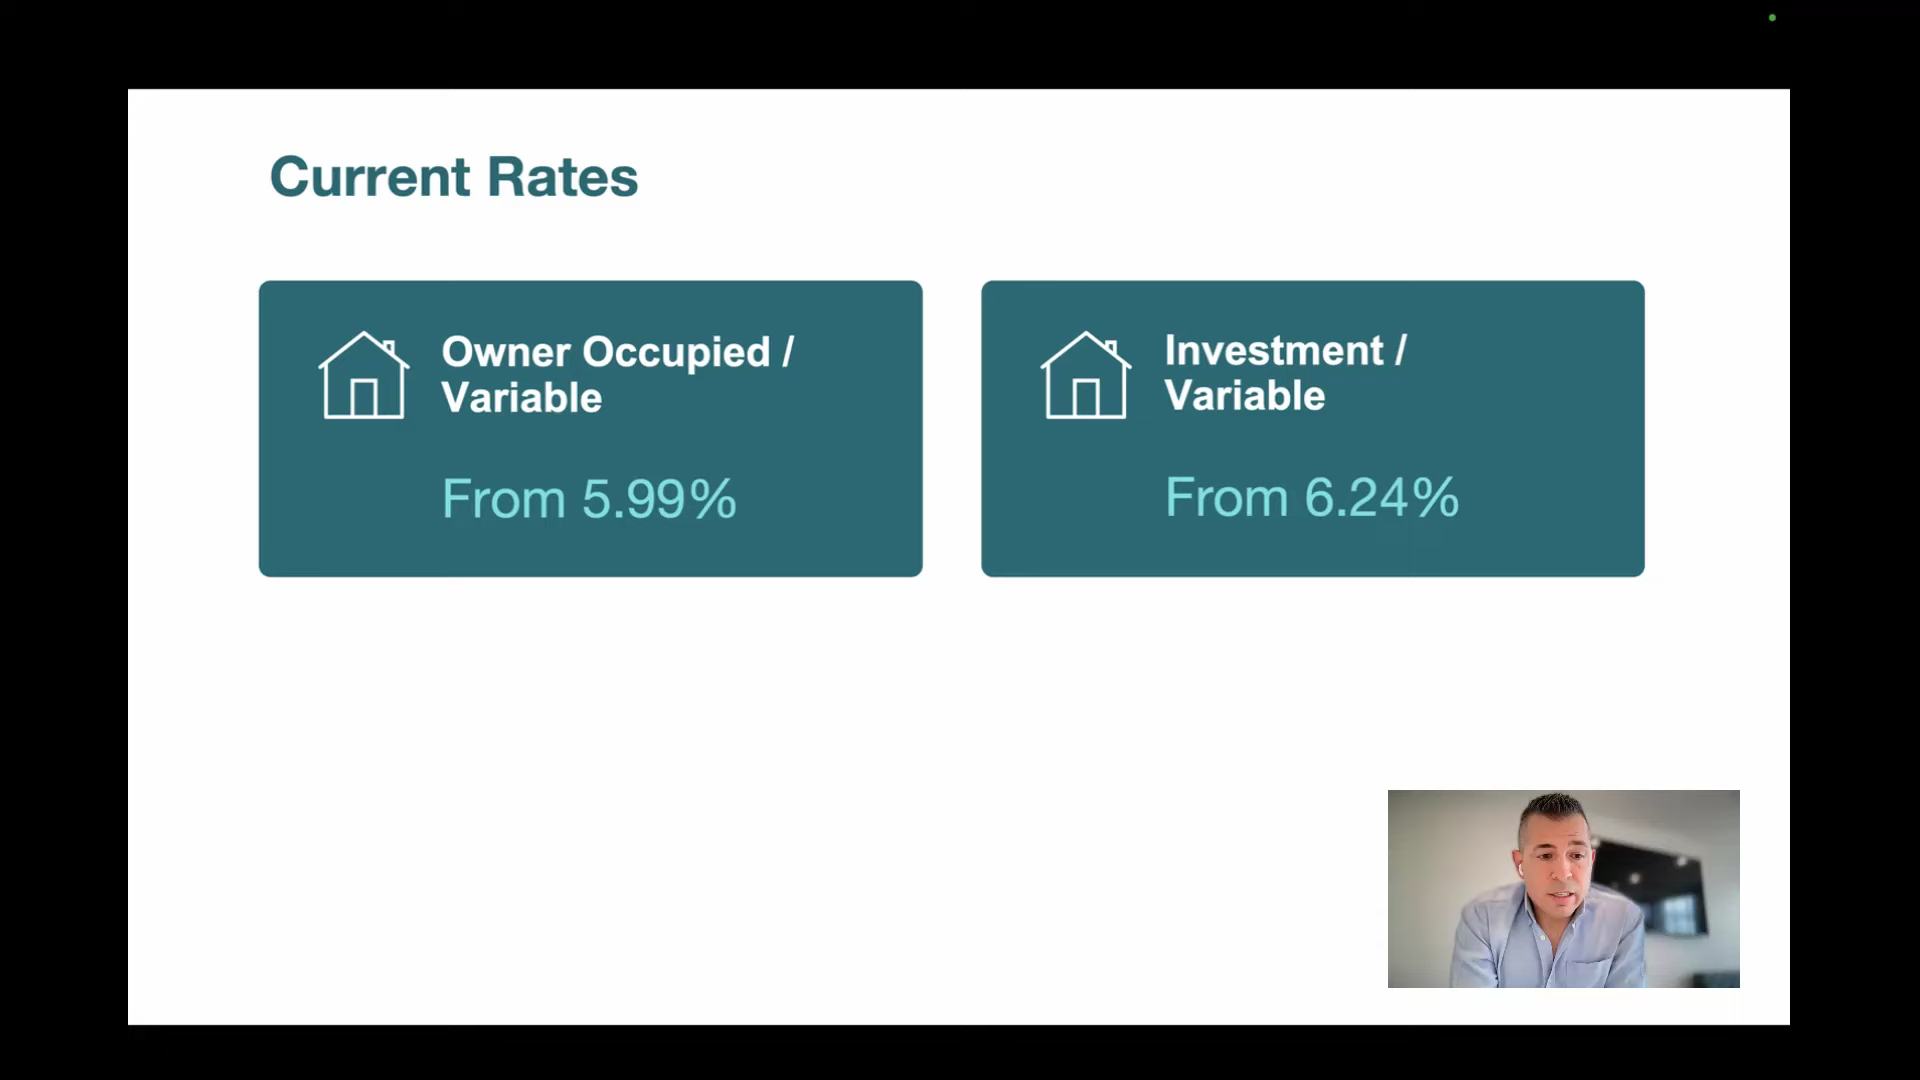 Current Rates
Owner Occupied /
Variable
From 5.99%
Investment /
Variable
From 6.24%